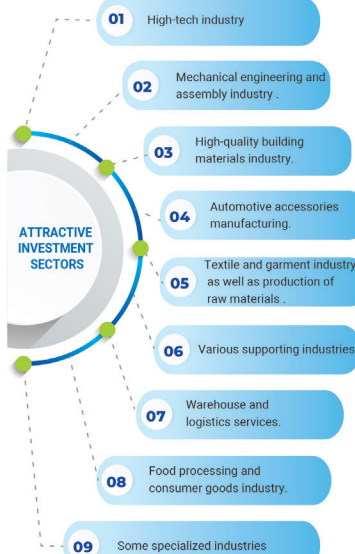 01
High-tech industry
02
Mechanical engineering and
assembly industry .
03
High-quality building
materials industry.
04
Automotive accessories
manufacturing.
ATTRACTIVE
INVESTMENT
SECTORS
05
Textile and garment industry
as well as production of
raw materials .
06
Various supporting industries
07
Warehouse and
logistics services.
08
Food processing and
consumer goods industry.
09
Some specialized industries